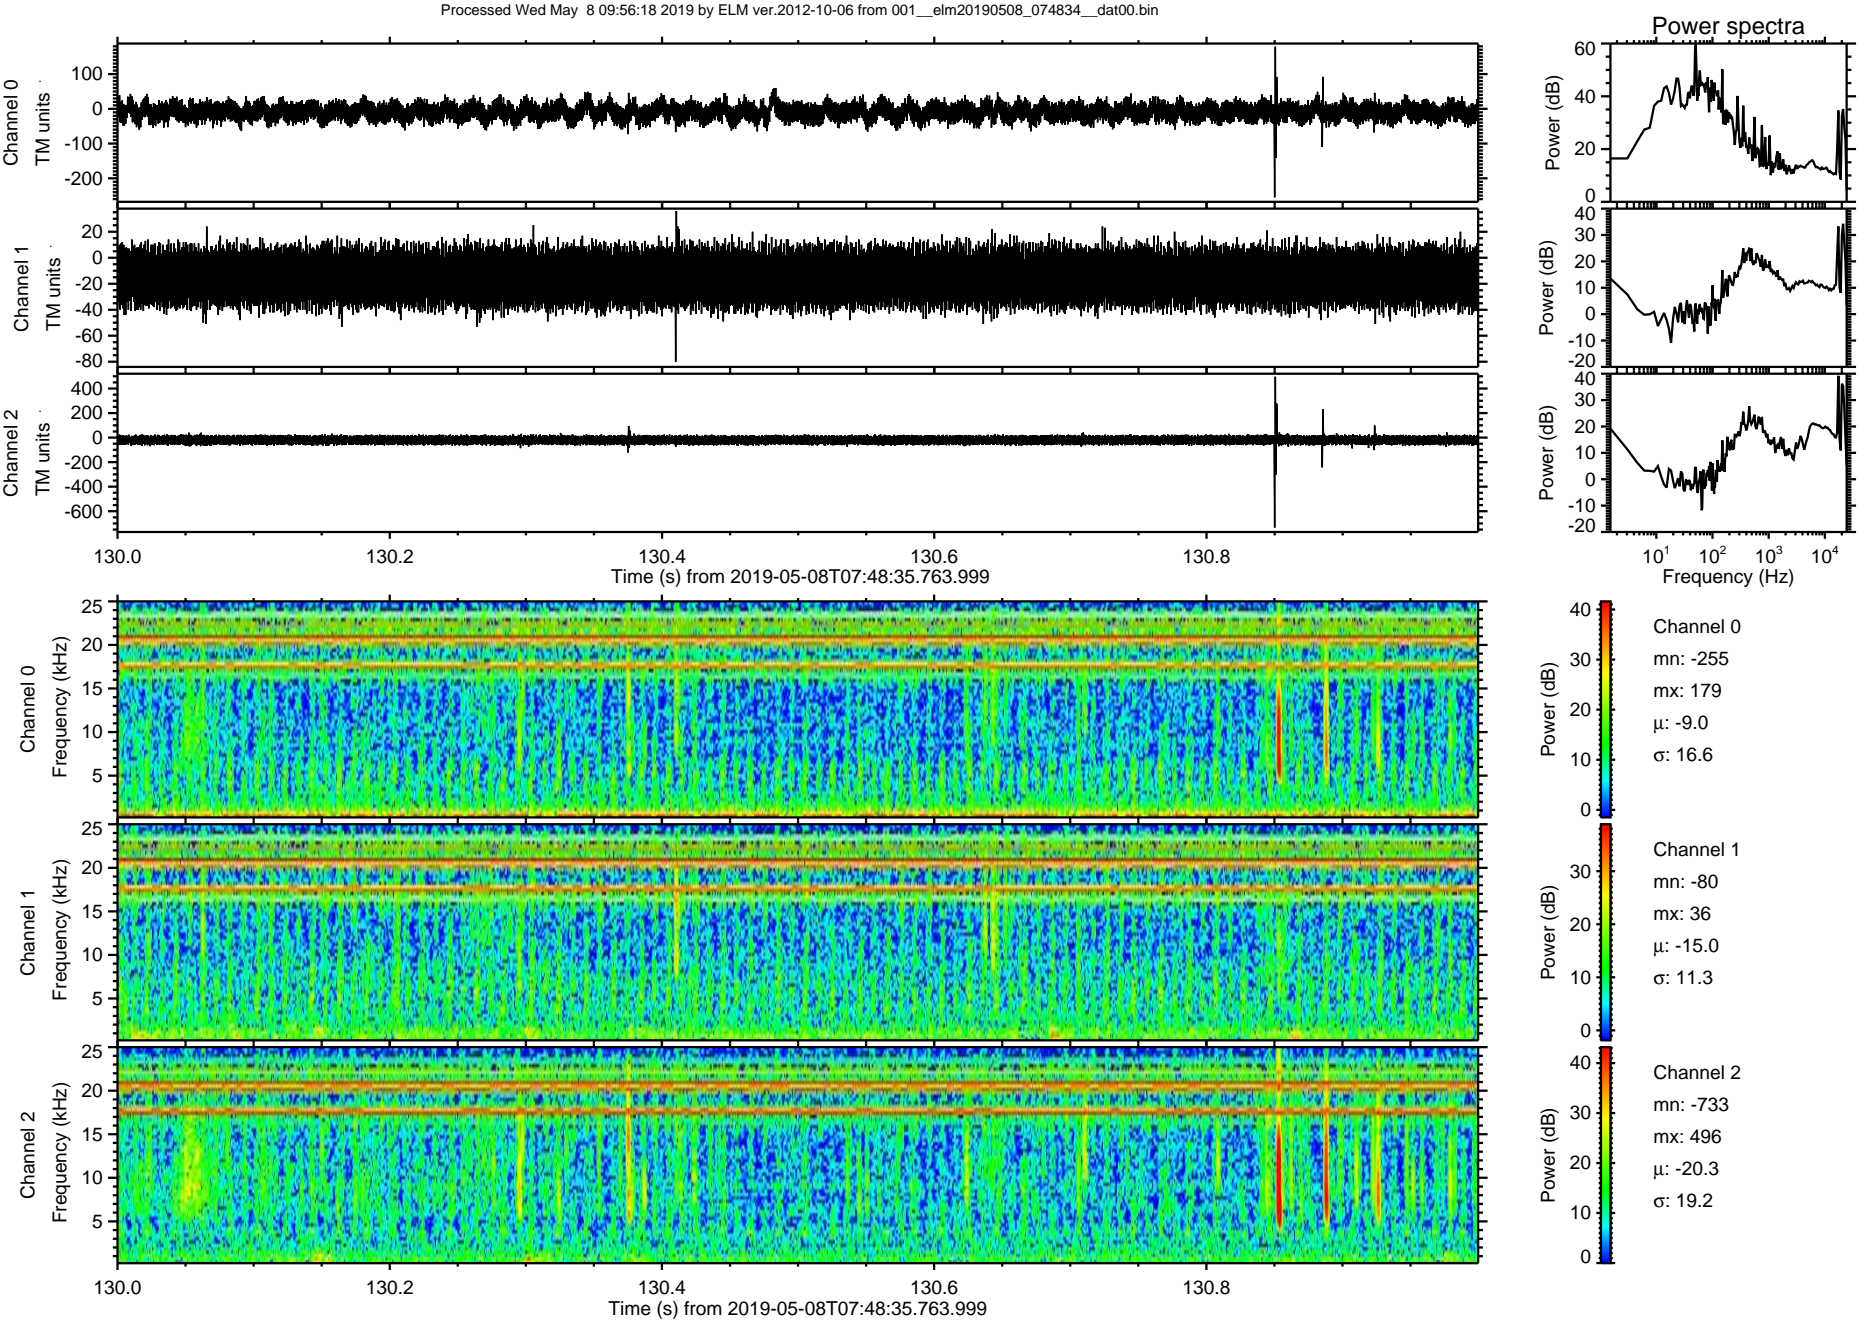 Processed Wed May  8 09:56:18 2019 by ELM ver.2012-10-06 from 001__elm20190508_074834__dat00.bin
Power spectra
Channel 0
TM units
100
0
-100
-200
Power (dB)
60
40
20
0
Channel 1
TM units
20
0
-20
-40
-60
-80
Power (dB)
40
30
20
10
0
-10
-20
Channel 2
TM units
400
200
0
-200
-400
-600
Power (dB)
40
30
20
10
0
-10
-20
130.0 130.2 130.4 130.6 130.8
Time (s) from 2019-05-08T07:48:35.763.999
10¹ 10² 10³ 10⁴
Frequency (Hz)
Channel 0
Frequency (kHz)
25
20
15
10
5
Power (dB)
40
30
20
10
0
Channel 0
mn: -255
mx: 179
μ: -9.0
σ: 16.6
Channel 1
Frequency (kHz)
25
20
15
10
5
Power (dB)
30
20
10
0
Channel 1
mn: -80
mx: 36
μ: -15.0
σ: 11.3
Channel 2
Frequency (kHz)
25
20
15
10
5
Power (dB)
40
30
20
10
0
Channel 2
mn: -733
mx: 496
μ: -20.3
σ: 19.2
130.0 130.2 130.4 130.6 130.8
Time (s) from 2019-05-08T07:48:35.763.999